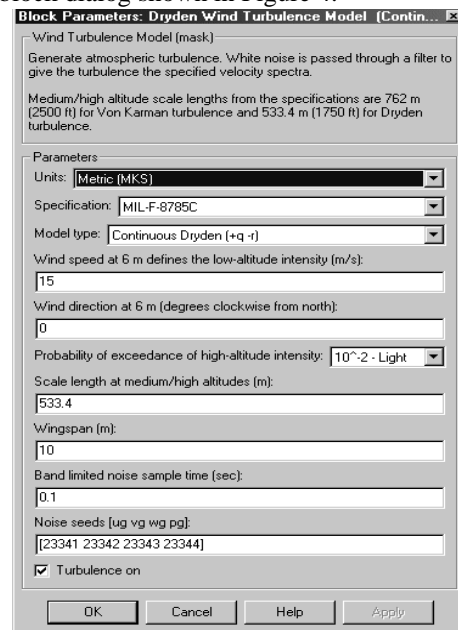 block dialog shown in Figure 4.
Block Parameters: Dryden Wind Turbulence Model (Contin...
Wind Turbulence Model (mask)
Generate atmospheric turbulence. White noise is passed through a filter to
give the turbulence the specified velocity spectra.
Medium/high altitude scale lengths from the specifications are 762 m
(2500 ft) for Von Karman turbulence and 533.4 m (1750 ft) for Dryden
turbulence.
Parameters
Units: Metric (MKS)
Specification: MIL-F-8785C
Model type: Continuous Dryden (+q -r)
Wind speed at 6 m defines the low-altitude intensity (m/s):
15
Wind direction at 6 m (degrees clockwise from north):
0
Probability of exceedance of high-altitude intensity: 10^-2 - Light
Scale length at medium/high altitudes (m):
533.4
Wingspan (m):
10
Band limited noise sample time (sec):
0.1
Noise seeds [ug vg wg pg]:
[23341 23342 23343 23344]
Turbulence on
OK Cancel Help Apply